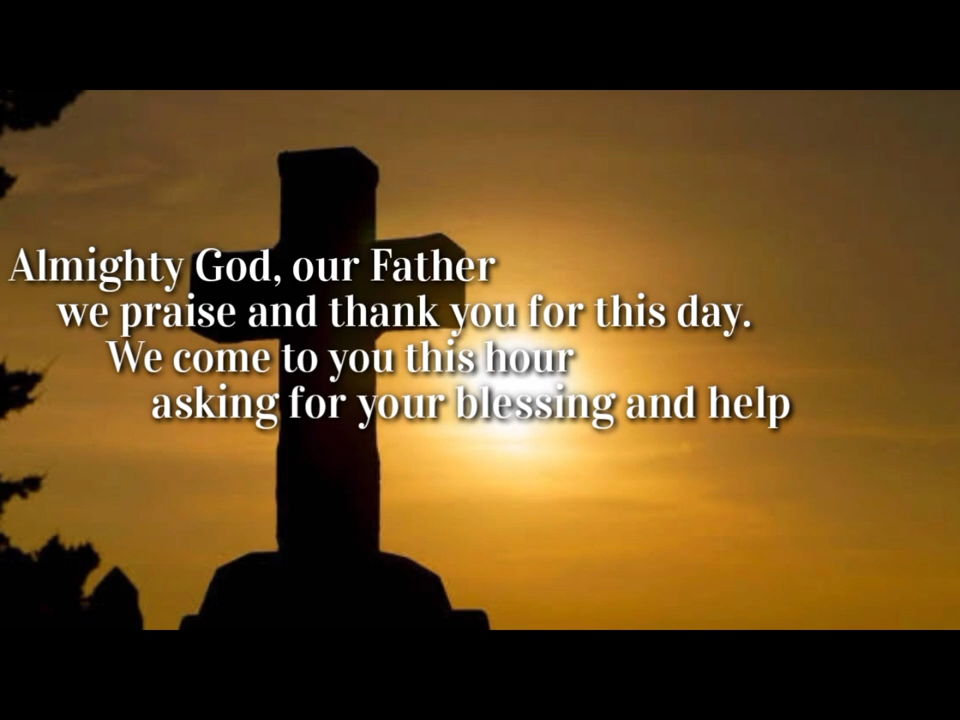 Almighty God, our Father
we praise and thank you for this day.
We come to you this hour
asking for your blessing and help